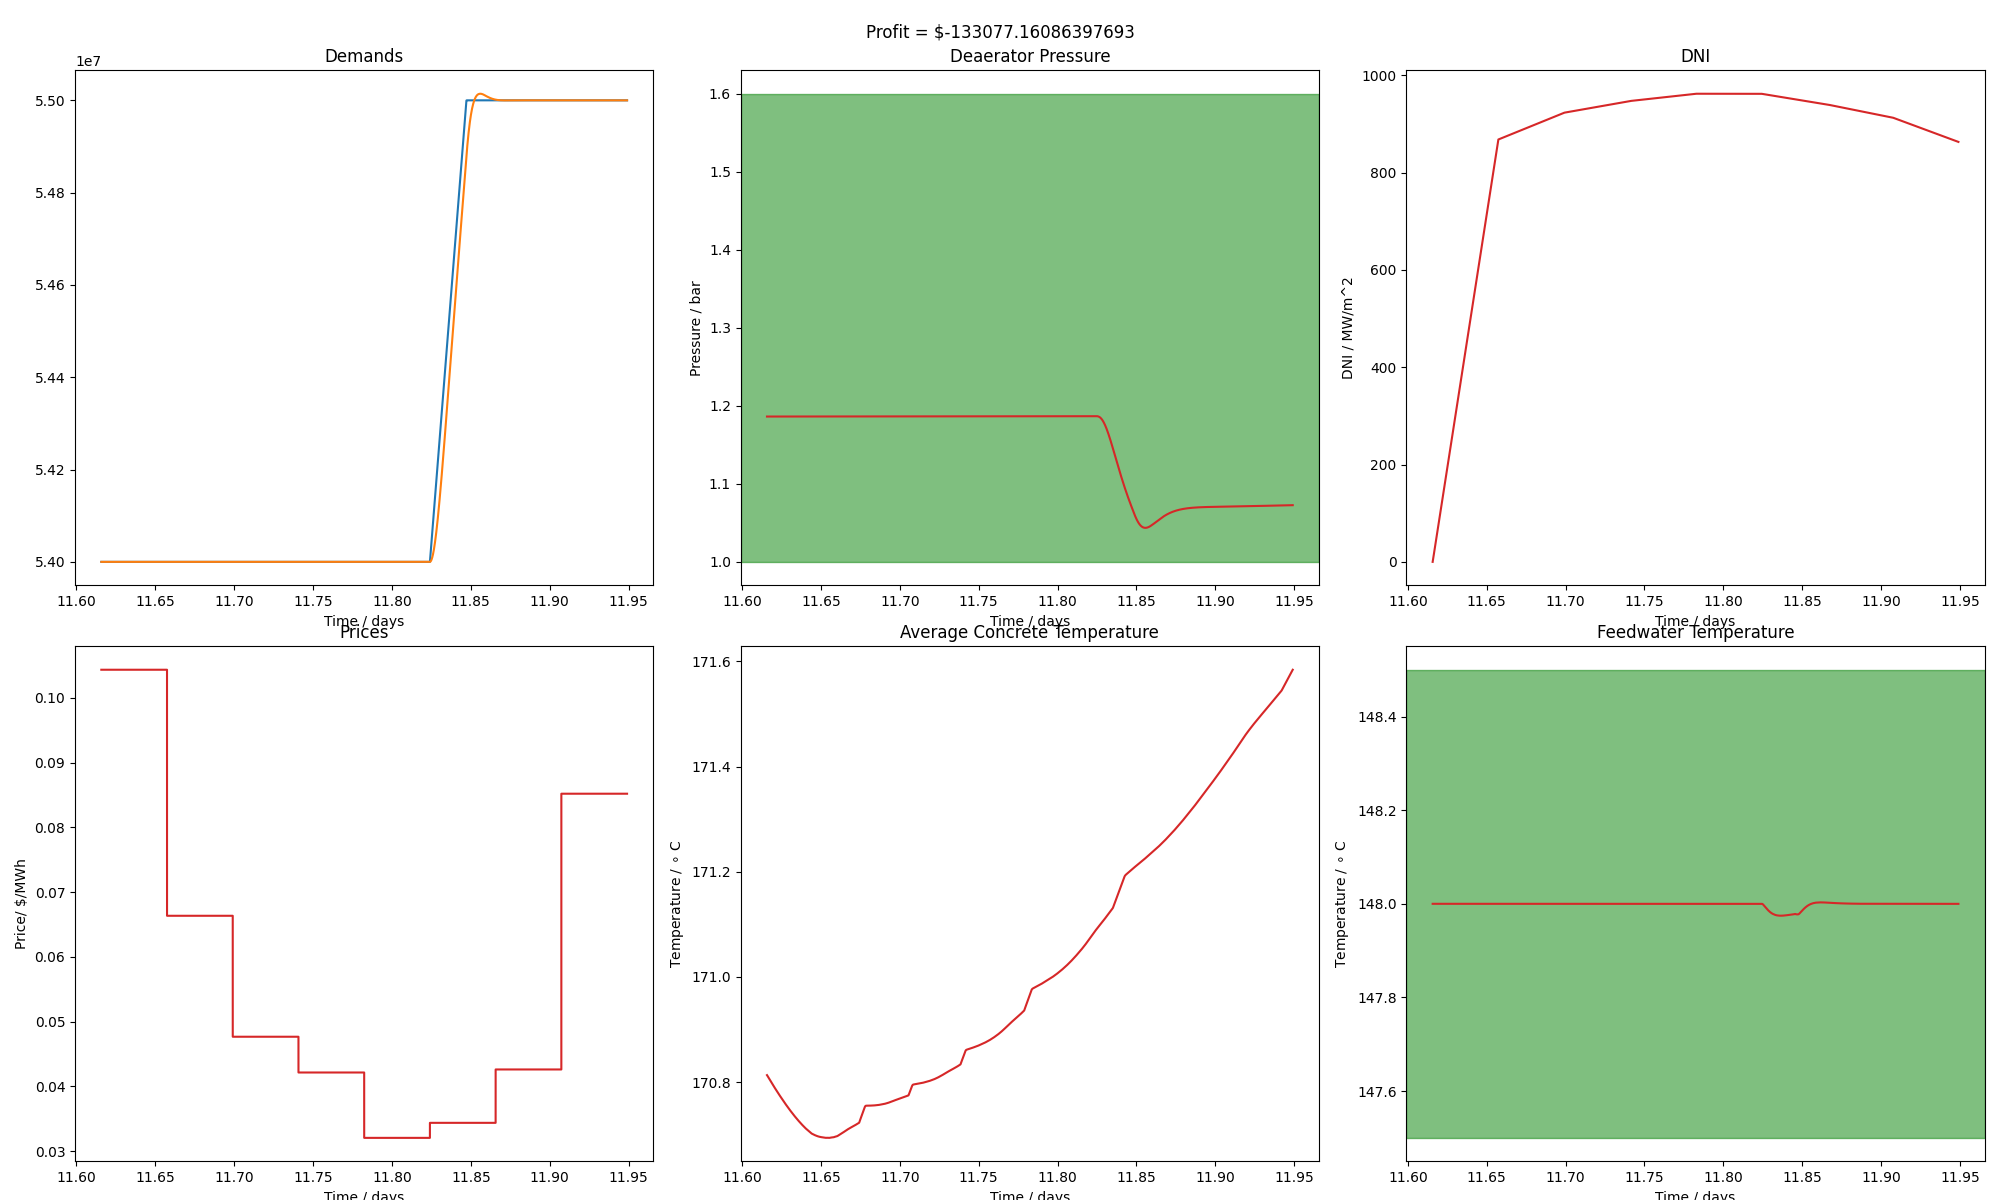 Profit = $-133077.16086397693
Demands
1e7
5.50
5.48
5.46
5.44
5.42
5.40
11.60 11.65 11.70 11.75 11.80 11.85 11.90 11.95
Time / days
Deaerator Pressure
Pressure / bar
1.6
1.5
1.4
1.3
1.2
1.1
1.0
11.60 11.65 11.70 11.75 11.80 11.85 11.90 11.95
Time / days
DNI
DNI / MW/m^2
1000
800
600
400
200
0
11.60 11.65 11.70 11.75 11.80 11.85 11.90 11.95
Time / days
Prices
Price/ $/MWh
0.10
0.09
0.08
0.07
0.06
0.05
0.04
0.03
11.60 11.65 11.70 11.75 11.80 11.85 11.90 11.95
Time / days
Average Concrete Temperature
Temperature / ∘ C
171.6
171.4
171.2
171.0
170.8
11.60 11.65 11.70 11.75 11.80 11.85 11.90 11.95
Time / days
Feedwater Temperature
Temperature / ∘ C
148.4
148.2
148.0
147.8
147.6
11.60 11.65 11.70 11.75 11.80 11.85 11.90 11.95
Time / days